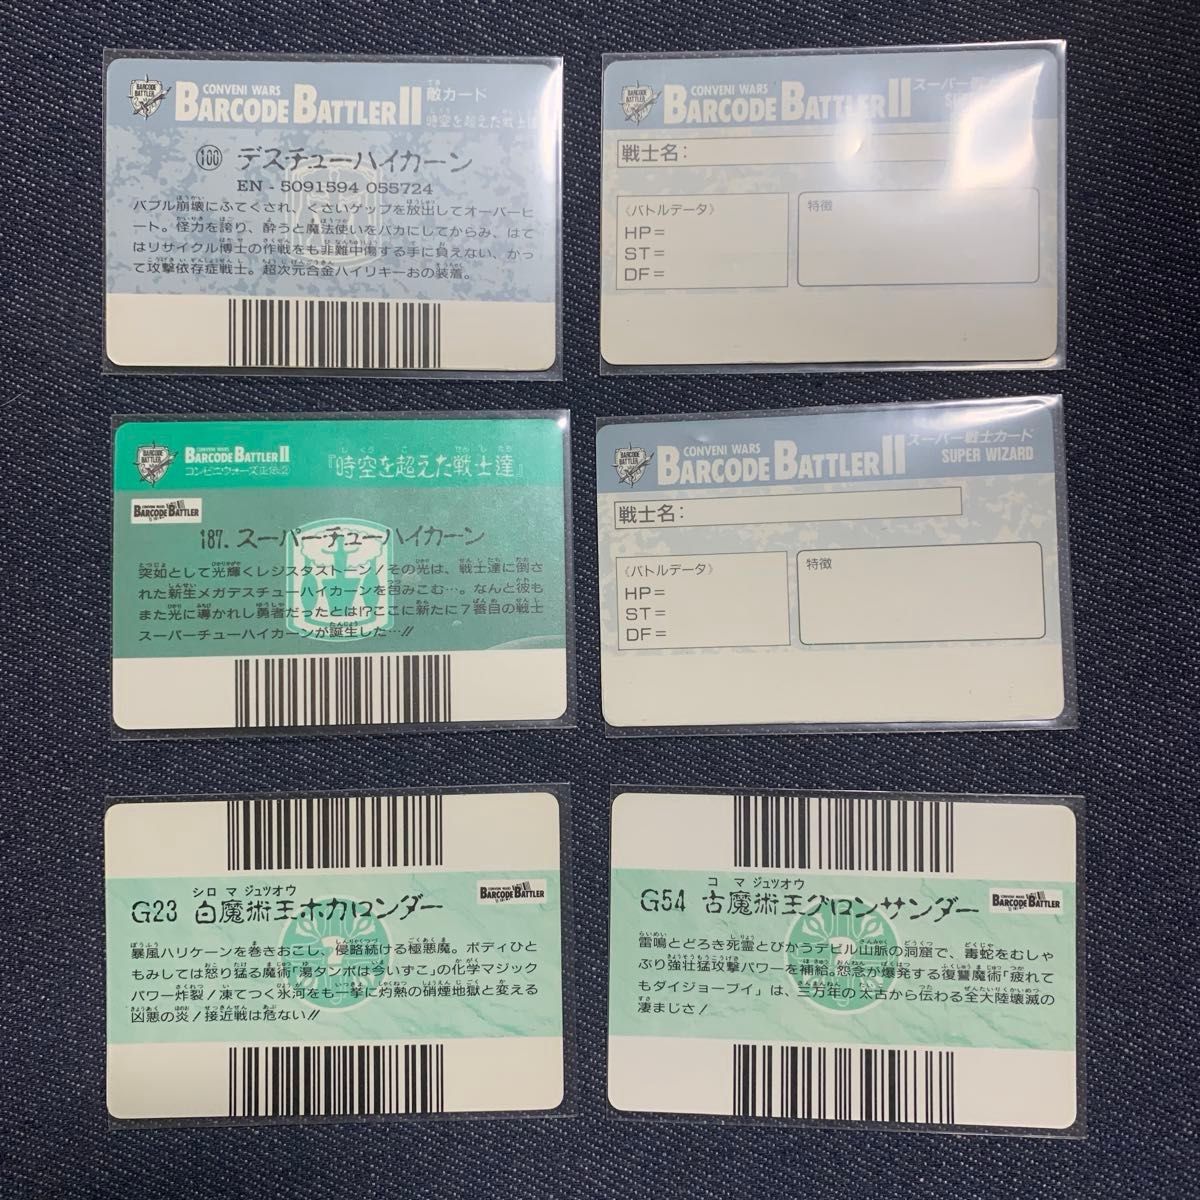 BARCODE BATTLER
CONVENI WARS
BARCODE BATTLER II
敵カード
時空を超えた戦士達
100 デスチューハイカーン
EN - 5091594 055724
バブル崩壊にふてくされ、くさいゲップを放出してオーバーヒ
ート。怪力を誇り、酔うと魔法使いをバカにしてからみ、はて
はリサイクル博士の作戦をも非難中傷する手に負えない、かっ
て攻撃依存症戦士。超次元合金ハイリキーおの装着。
BARCODE BATTLER
CONVENI WARS
BARCODE BATTLER II
スーパー戦
戦士名:
《バトルデータ》
HP=
ST=
DF=
特徴
BARCODE BATTLER
CONVENI WARS
BARCODE BATTLER II
コンビニウォーズ正伝②
『時空を超えた戦士達』
CONVENI WARS
BARCODE BATTLER
187. スーパーチューハイカーン
突如として光輝くレジスタストーン!その光は、戦士達に倒さ
れた新生メガデスチューハイカーンを包みこむ…。なんと彼も
また光に導かれし勇者だったとは!?ここに新たに7番目の戦士
スーパーチューハイカーンが誕生した…!!
BARCODE BATTLER
CONVENI WARS
BARCODE BATTLER II
スーパー戦士カード
SUPER WIZARD
戦士名:
《バトルデータ》
HP=
ST=
DF=
特徴
シロ マ ジュツオウ
G23 白魔術王ホカロンダー
BARCODE BATTLER
暴風ハリケーンを巻きおこし、侵略続ける極悪魔。ボディひと
もみしては怒り猛る魔術「湯タンポは今いずこ」の化学マジック
パワー炸裂!凍てつく氷河をも一挙に灼熱の硝煙地獄と変える
凶悪の炎!接近戦は危ない!!
コ マ ジュツオウ
G54 古魔術王グロンサンダー
BARCODE BATTLER
雷鳴とどろき死霊とびかうデビル山脈の洞窟で、毒蛇をむしゃ
ぶり強壮猛攻撃パワーを補給。怨念が爆発する復讐魔術「疲れて
もダイジョーブイ」は、三万年の太古から伝わる全大陸壊滅の
凄まじさ!